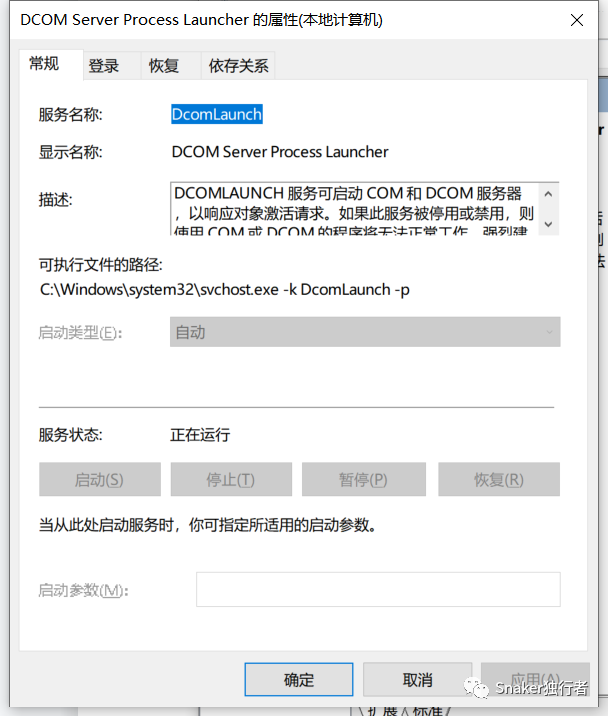 DCOM Server Process Launcher 的属性(本地计算机)
常规 登录 恢复 依存关系
服务名称: DcomLaunch
显示名称: DCOM Server Process Launcher
描述: DCOMLAUNCH 服务可启动 COM 和 DCOM 服务器
，以响应对象激活请求。如果此服务被停用或禁用，则
使用 COM 或 DCOM 的程序将无法正常工作。强烈建
可执行文件的路径:
C:\Windows\system32\svchost.exe -k DcomLaunch -p
启动类型(E): 自动
服务状态: 正在运行
启动(S) 停止(T) 暂停(P) 恢复(R)
当从此处启动服务时，你可指定所适用的启动参数。
启动参数(M):
确定 取消 应用(A)
Snaker独行者
扩展 标准